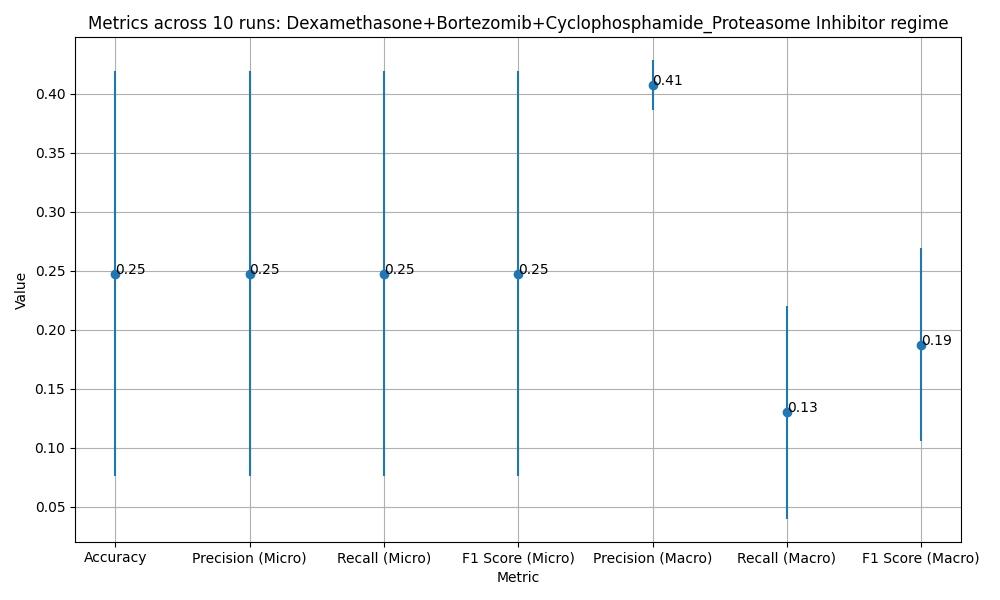 Metrics across 10 runs: Dexamethasone+Bortezomib+Cyclophosphamide_Proteasome Inhibitor regime
Value
0.40
0.35
0.30
0.25
0.20
0.15
0.10
0.05
0.25
0.25
0.25
0.25
0.41
0.13
0.19
Accuracy
Precision (Micro)
Recall (Micro)
F1 Score (Micro)
Precision (Macro)
Recall (Macro)
F1 Score (Macro)
Metric